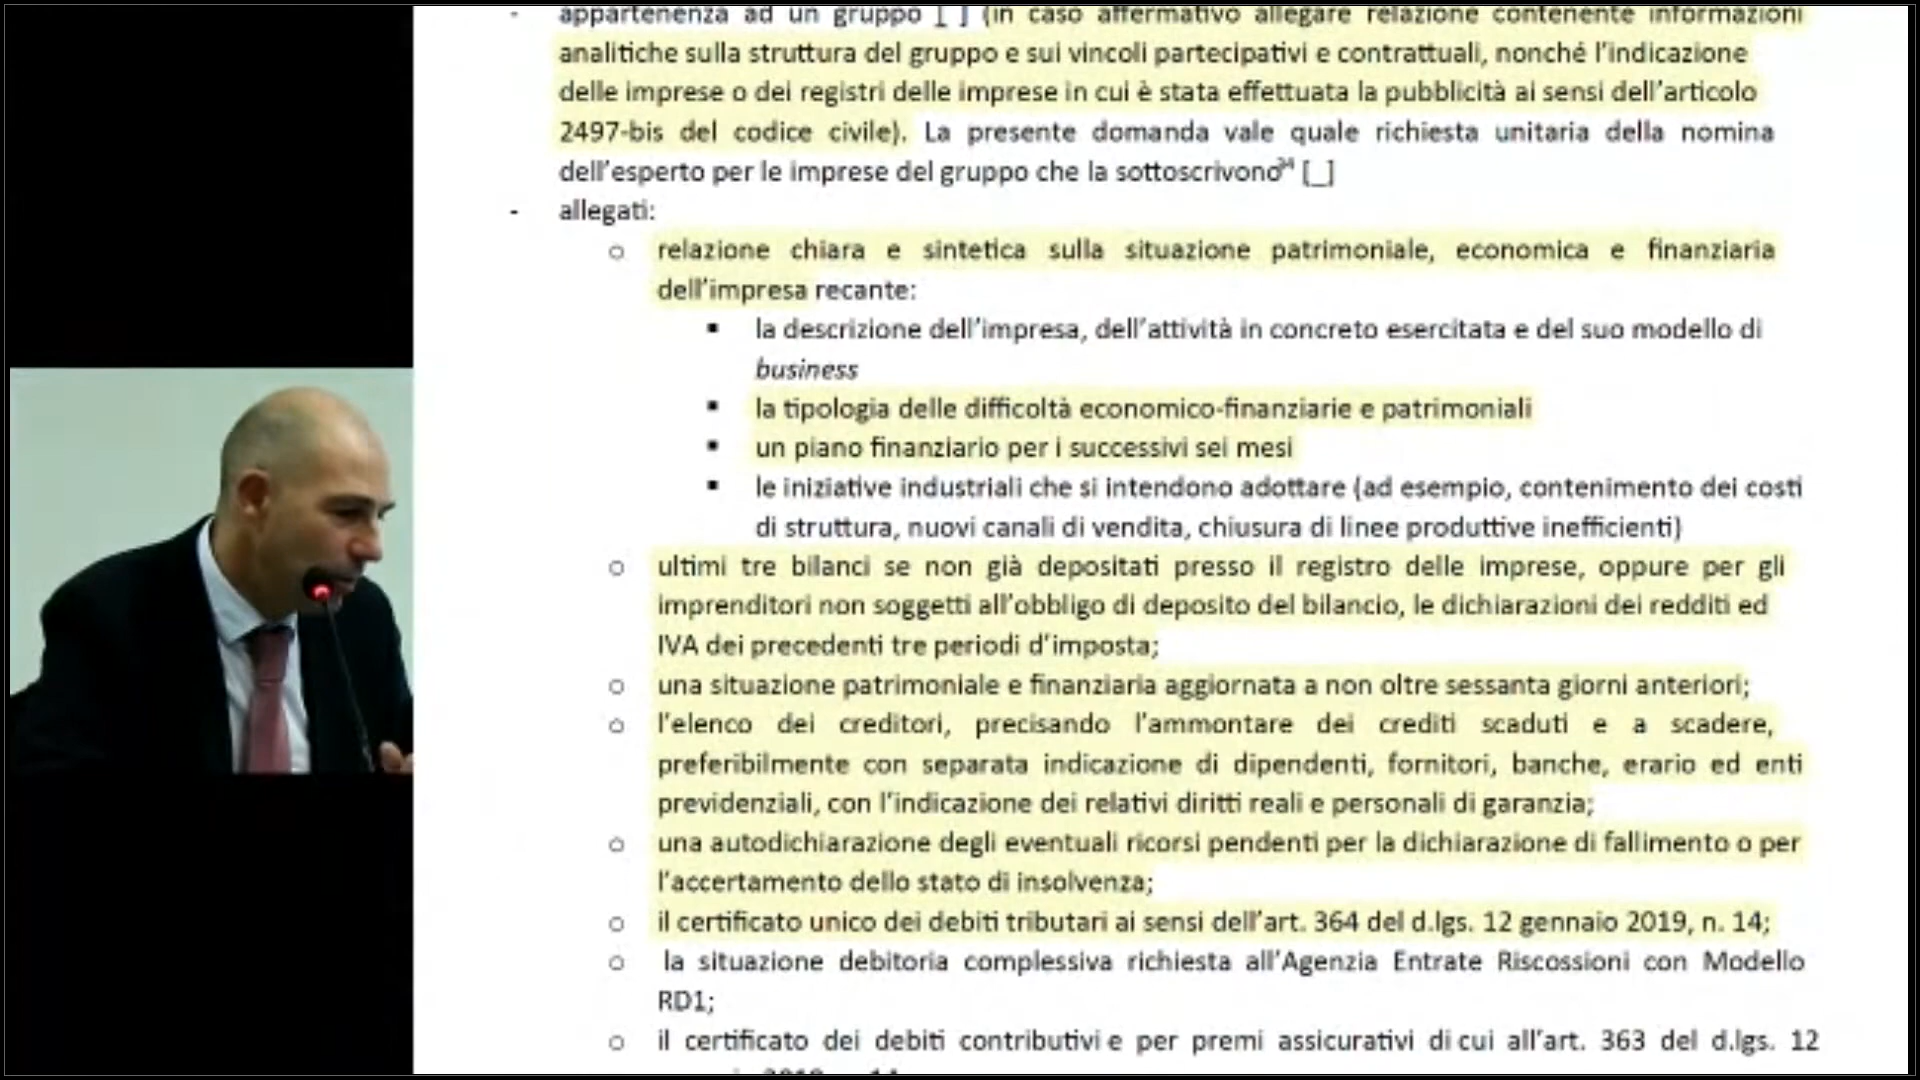 - appartenenza ad un gruppo [_] (in caso affermativo allegare relazione contenente informazioni
analitiche sulla struttura del gruppo e sui vincoli partecipativi e contrattuali, nonché l'indicazione
delle imprese o dei registri delle imprese in cui è stata effettuata la pubblicità ai sensi dell'articolo
2497-bis del codice civile). La presente domanda vale quale richiesta unitaria della nomina
dell'esperto per le imprese del gruppo che la sottoscrivono²⁴ [_]
- allegati:
o relazione chiara e sintetica sulla situazione patrimoniale, economica e finanziaria
dell'impresa recante:
▪ la descrizione dell'impresa, dell'attività in concreto esercitata e del suo modello di
business
▪ la tipologia delle difficoltà economico-finanziarie e patrimoniali
▪ un piano finanziario per i successivi sei mesi
▪ le iniziative industriali che si intendono adottare (ad esempio, contenimento dei costi
di struttura, nuovi canali di vendita, chiusura di linee produttive inefficienti)
o ultimi tre bilanci se non già depositati presso il registro delle imprese, oppure per gli
imprenditori non soggetti all'obbligo di deposito del bilancio, le dichiarazioni dei redditi ed
IVA dei precedenti tre periodi d'imposta;
o una situazione patrimoniale e finanziaria aggiornata a non oltre sessanta giorni anteriori;
o l'elenco dei creditori, precisando l'ammontare dei crediti scaduti e a scadere,
preferibilmente con separata indicazione di dipendenti, fornitori, banche, erario ed enti
previdenziali, con l'indicazione dei relativi diritti reali e personali di garanzia;
o una autodichiarazione degli eventuali ricorsi pendenti per la dichiarazione di fallimento o per
l'accertamento dello stato di insolvenza;
o il certificato unico dei debiti tributari ai sensi dell'art. 364 del d.lgs. 12 gennaio 2019, n. 14;
o la situazione debitoria complessiva richiesta all'Agenzia Entrate Riscossioni con Modello
RD1;
o il certificato dei debiti contributivi e per premi assicurativi di cui all'art. 363 del d.lgs. 12